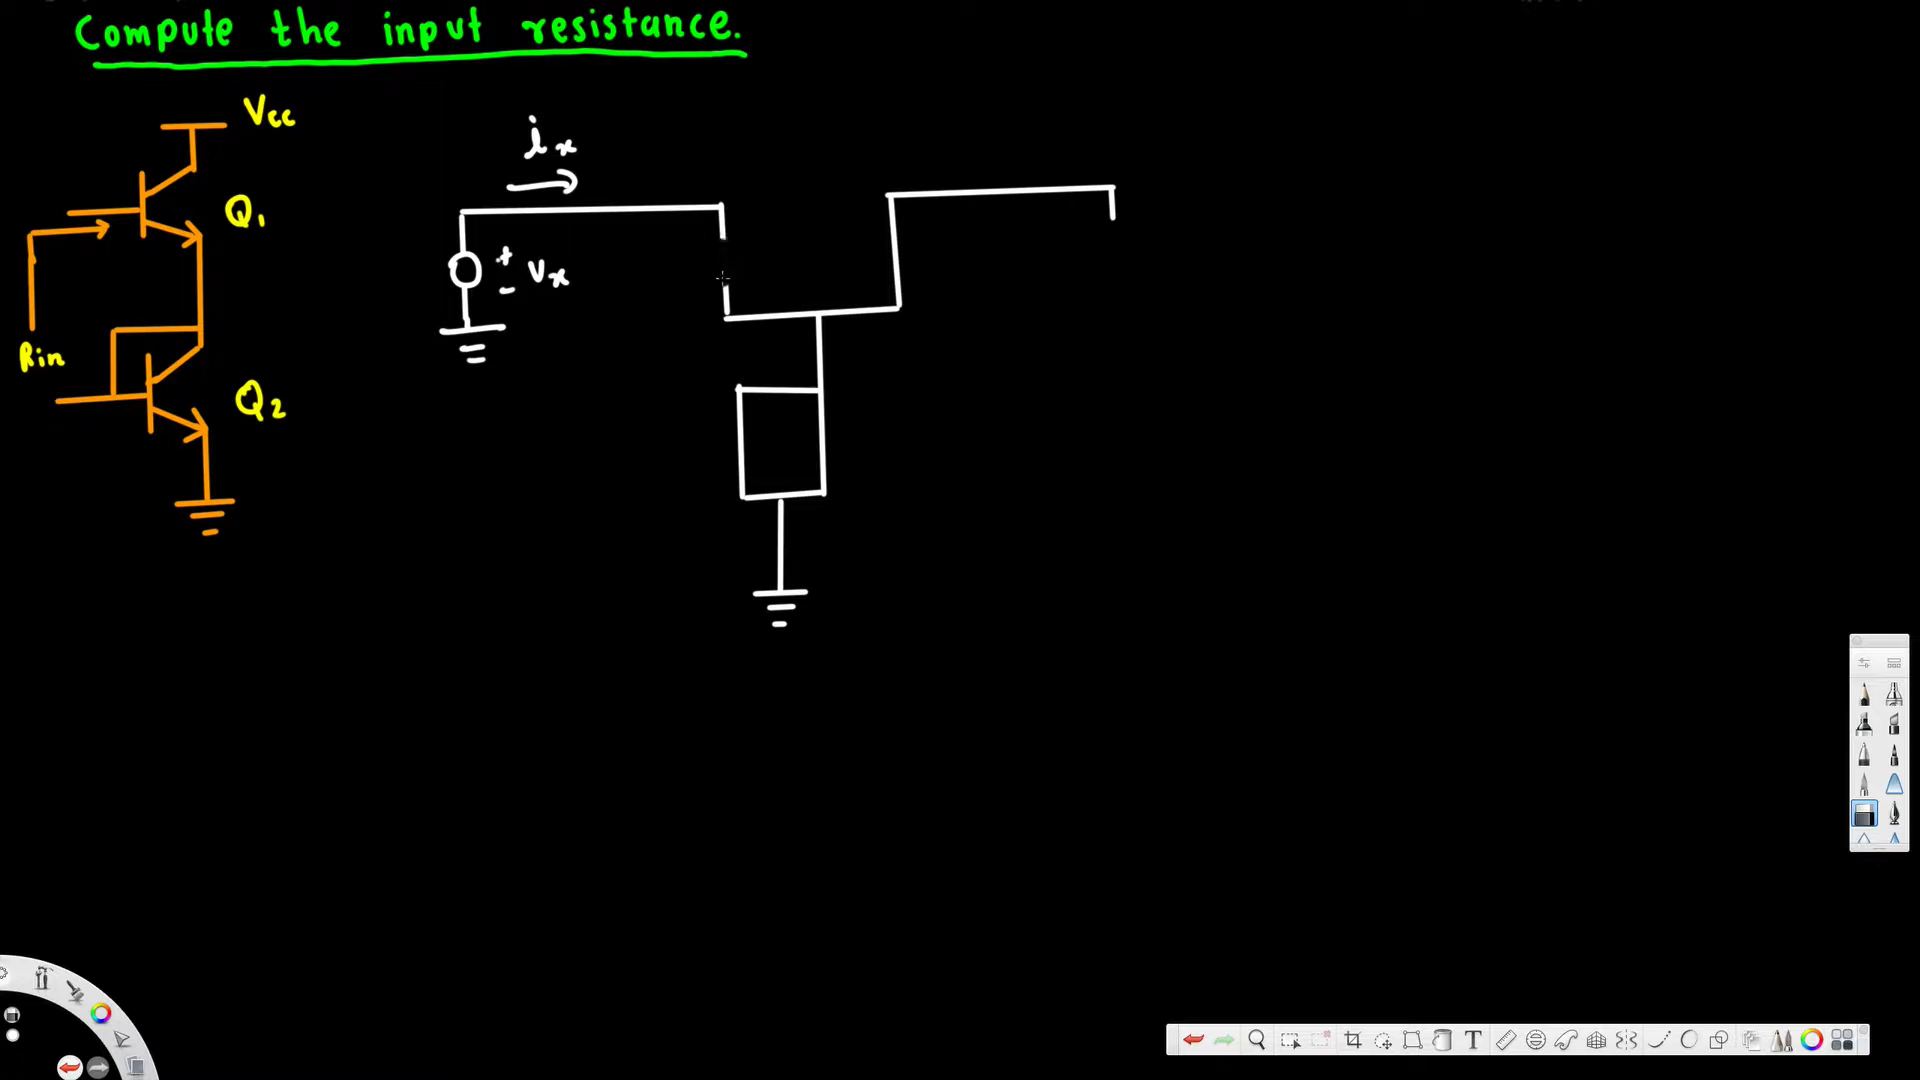 Compute the input resistance.
Vcc
ix
Q1
+
vx
-
Rin
Q2